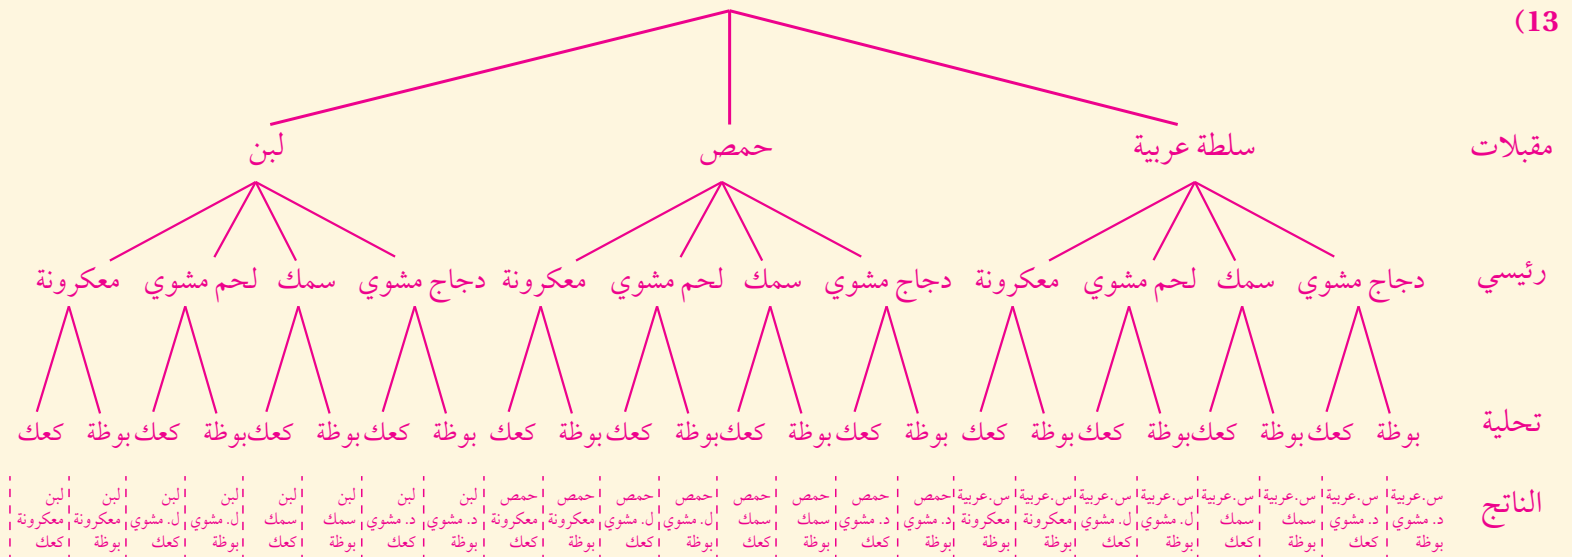 (13
سلطة عربية حمص لبن مقبلات
دجاج مشوي سمك لحم مشوي معكرونة دجاج مشوي سمك لحم مشوي معكرونة دجاج مشوي سمك لحم مشوي معكرونة رئيسي
بوظة كعك بوظة كعك بوظة كعك بوظة كعك بوظة كعك بوظة كعك بوظة كعك بوظة كعك بوظة كعك بوظة كعك بوظة كعك بوظة كعك تحلية
الناتج
س.عربية س.عربية س.عربية س.عربية س.عربية س.عربية س.عربية س.عربية حمص حمص حمص حمص حمص حمص حمص حمص لبن لبن لبن لبن لبن لبن لبن لبن
د. مشوي د. مشوي سمك سمك ل. مشوي ل. مشوي معكرونة معكرونة د. مشوي د. مشوي سمك سمك ل. مشوي ل. مشوي معكرونة معكرونة د. مشوي د. مشوي سمك سمك ل. مشوي ل. مشوي معكرونة معكرونة
بوظة كعك بوظة كعك بوظة كعك بوظة كعك بوظة كعك بوظة كعك بوظة كعك بوظة كعك بوظة كعك بوظة كعك بوظة كعك بوظة كعك